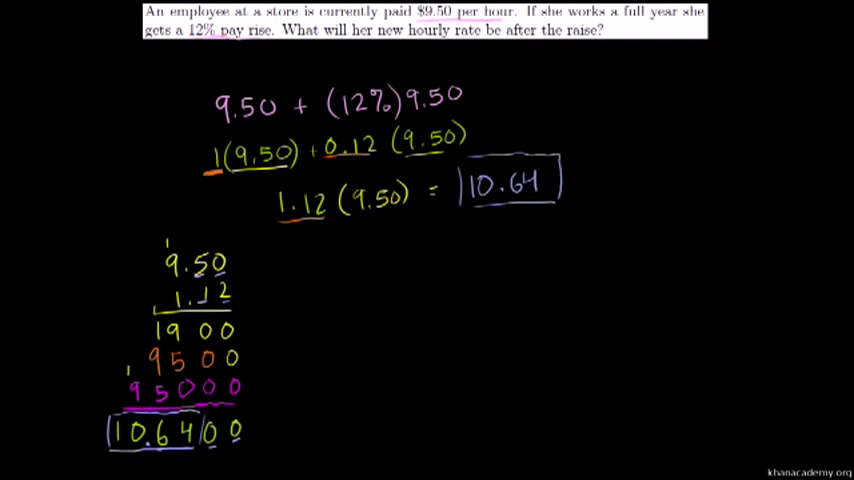 An employee at a store is currently paid $9.50 per hour. If she works a full year she
gets a 12% pay rise. What will her new hourly rate be after the raise?
9.50 + (12%) 9.50
1(9.50) + 0.12 (9.50)
1.12 (9.50) = 10.64
1
9.50
1.12
1900
95000
1
95000
10.6400
khanacademy.org